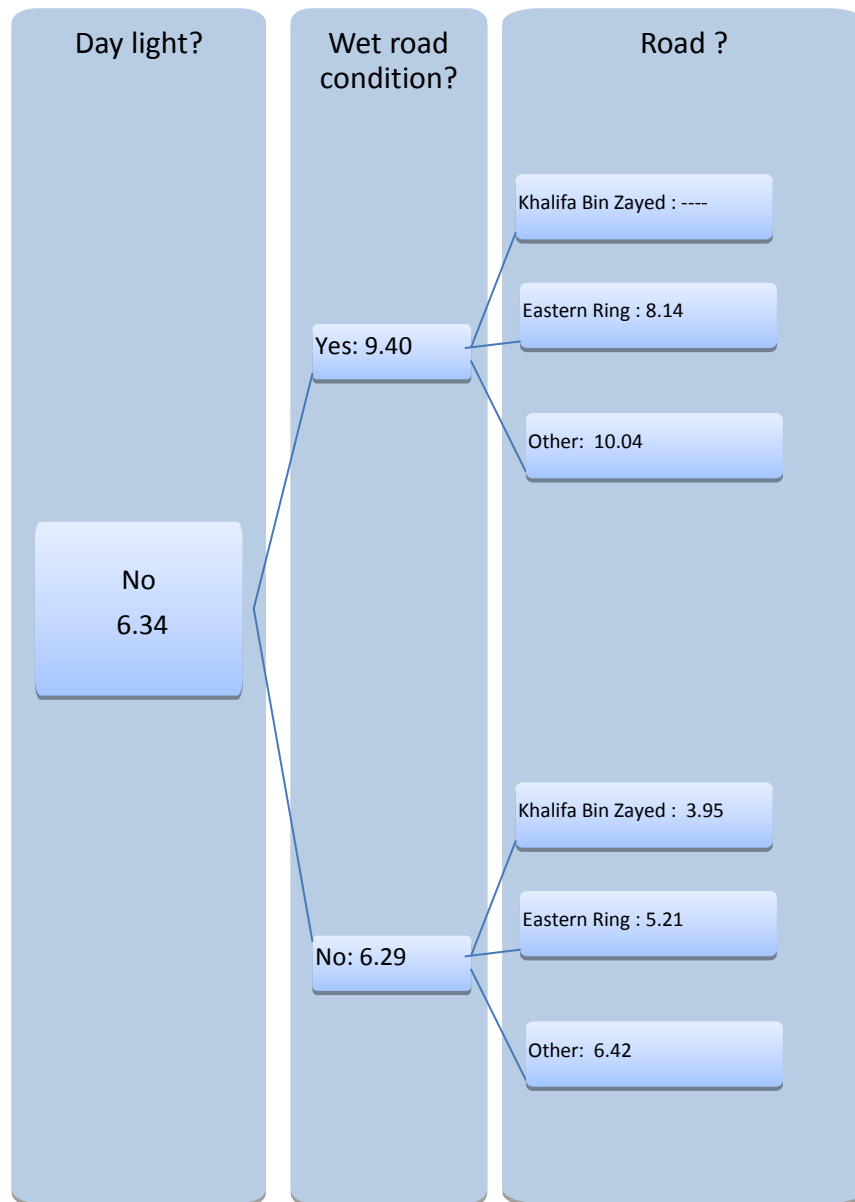 Day light?
Wet road
condition?
Road ?
No
6.34
Yes: 9.40
Khalifa Bin Zayed : ----
Eastern Ring : 8.14
Other:  10.04
No: 6.29
Khalifa Bin Zayed :  3.95
Eastern Ring : 5.21
Other:  6.42